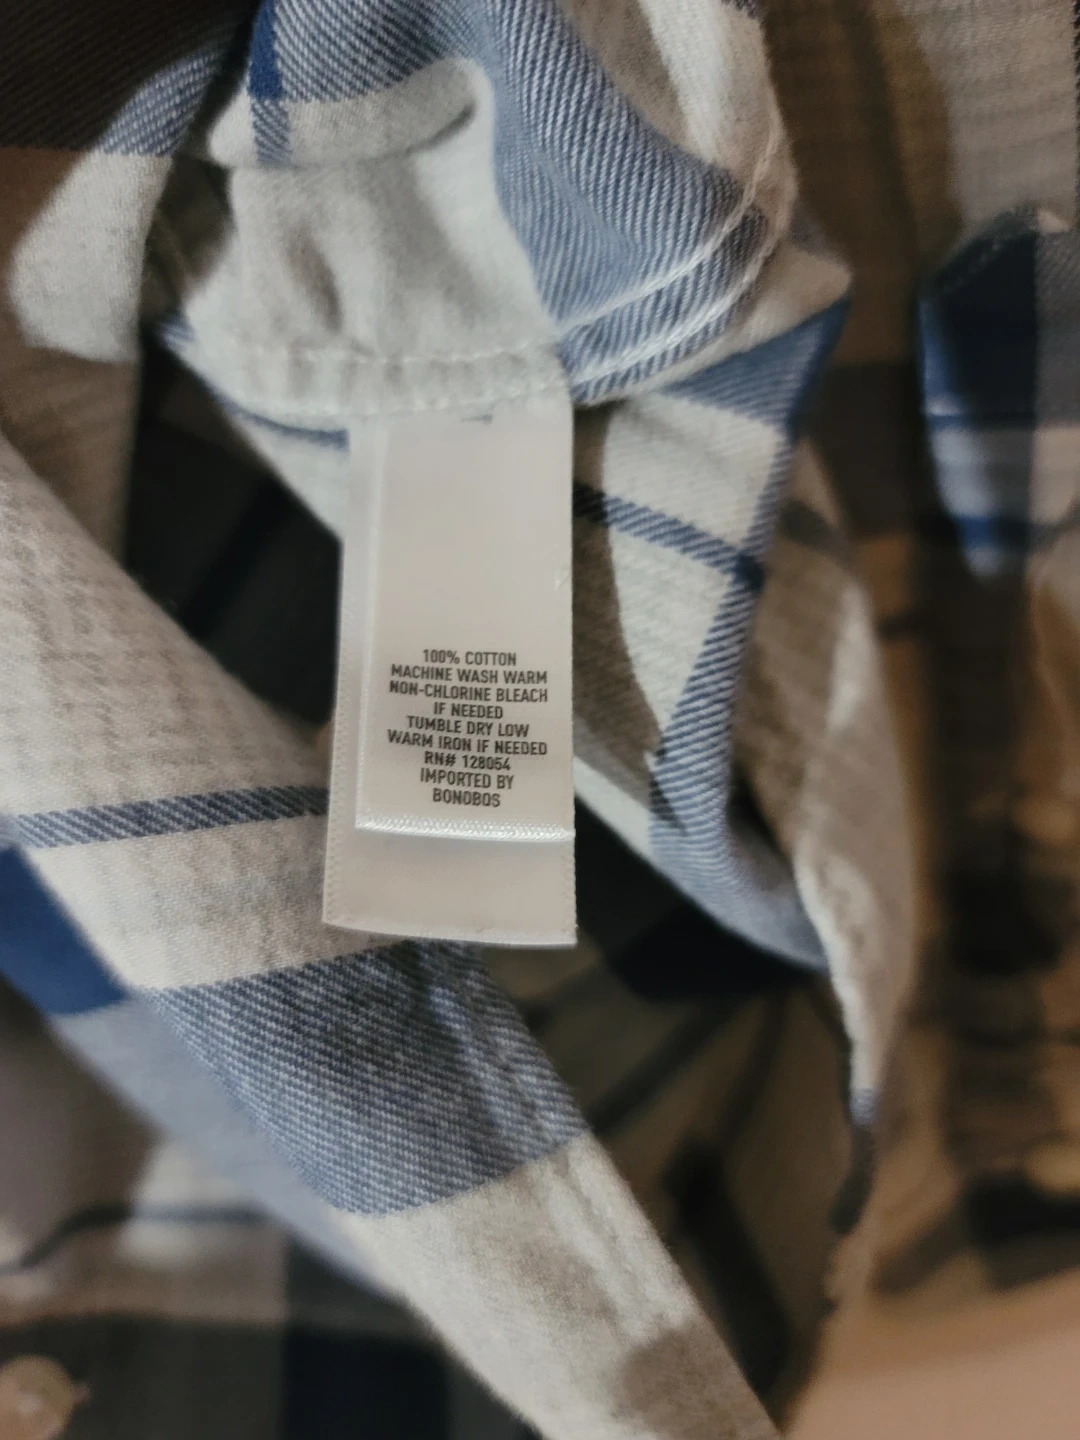 100% COTTON
MACHINE WASH WARM
NON-CHLORINE BLEACH
IF NEEDED
TUMBLE DRY LOW
WARM IRON IF NEEDED
RN# 128054
IMPORTED BY
BONOBOS